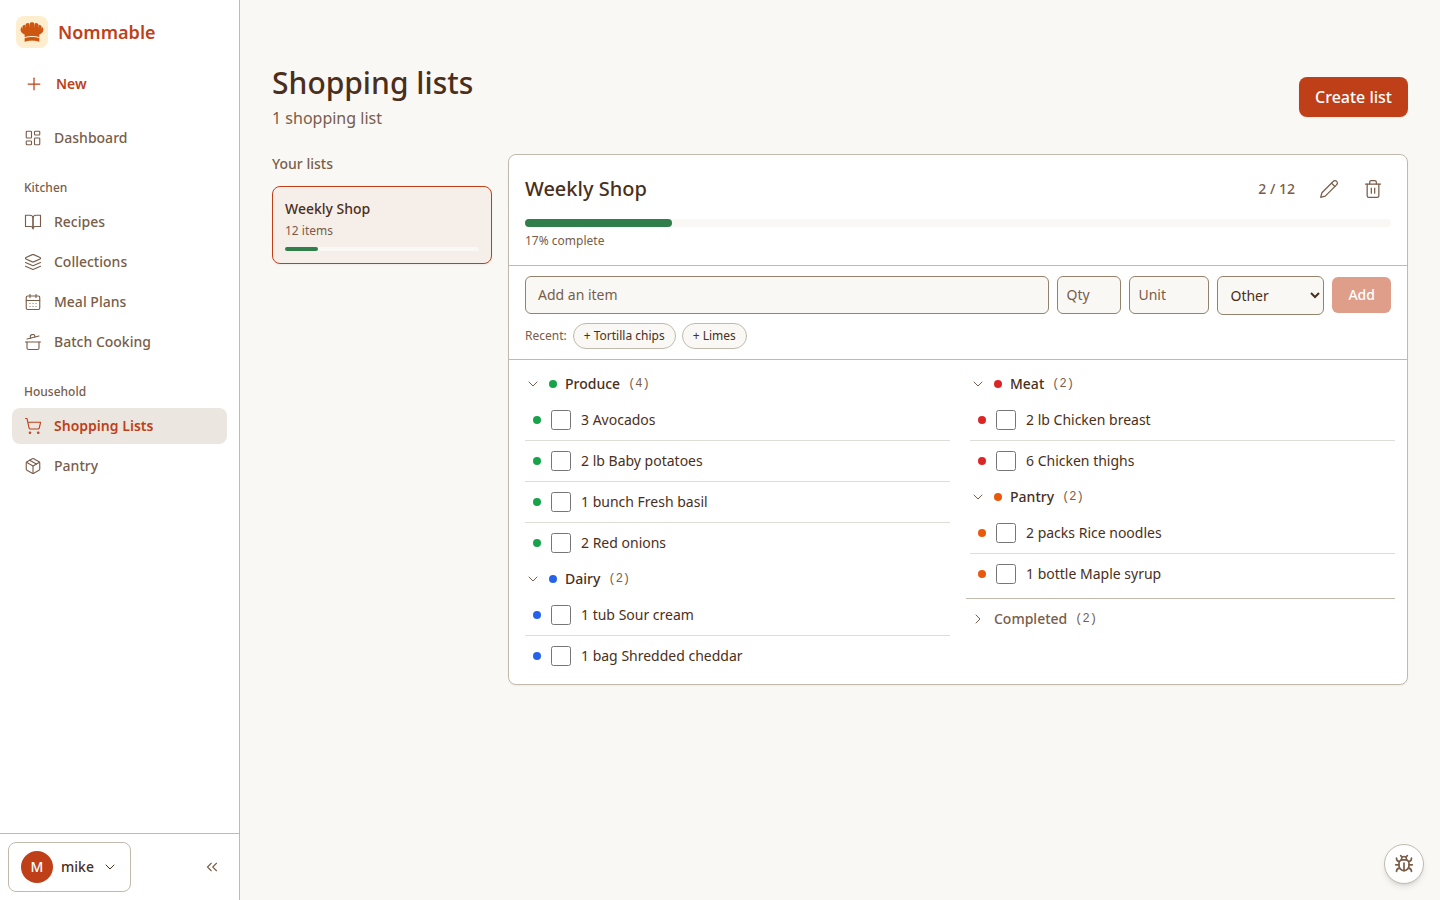 Nommable
New
Dashboard
Kitchen
Recipes
Collections
Meal Plans
Batch Cooking
Household
Shopping Lists
Pantry
M mike
Shopping lists
1 shopping list
Create list
Your lists
Weekly Shop
12 items
Weekly Shop
2 / 12
17% complete
Add an item Qty Unit Other Add
Recent: + Tortilla chips + Limes
Produce (4)
3 Avocados
2 lb Baby potatoes
1 bunch Fresh basil
2 Red onions
Dairy (2)
1 tub Sour cream
1 bag Shredded cheddar
Meat (2)
2 lb Chicken breast
6 Chicken thighs
Pantry (2)
2 packs Rice noodles
1 bottle Maple syrup
Completed (2)